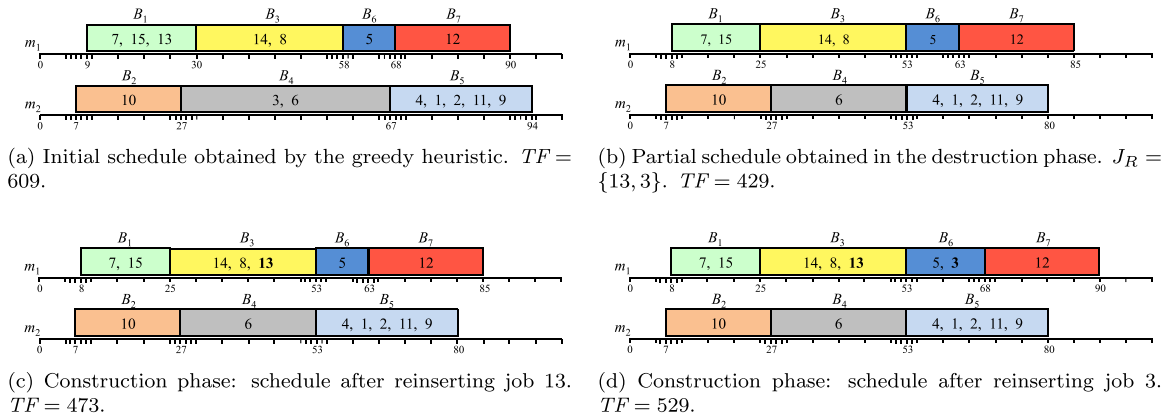 B1 B3 B6 B7
m1 7, 15, 13 14, 8 5 12
0 9 30 58 68 90
B2 B4 B5
m2 10 3, 6 4, 1, 2, 11, 9
0 7 27 67 94
(a) Initial schedule obtained by the greedy heuristic. TF =
609.
B1 B3 B6 B7
m1 7, 15 14, 8 5 12
0 8 25 53 63 85
B2 B4 B5
m2 10 6 4, 1, 2, 11, 9
0 7 27 53 80
(b) Partial schedule obtained in the destruction phase. JR =
{13, 3}. TF = 429.
B1 B3 B6 B7
m1 7, 15 14, 8, 13 5 12
0 8 25 53 63 85
B2 B4 B5
m2 10 6 4, 1, 2, 11, 9
0 7 27 53 80
(c) Construction phase: schedule after reinserting job 13.
TF = 473.
B1 B3 B6 B7
m1 7, 15 14, 8, 13 5, 3 12
0 8 25 53 68 90
B2 B4 B5
m2 10 6 4, 1, 2, 11, 9
0 7 27 53 80
(d) Construction phase: schedule after reinserting job 3.
TF = 529.